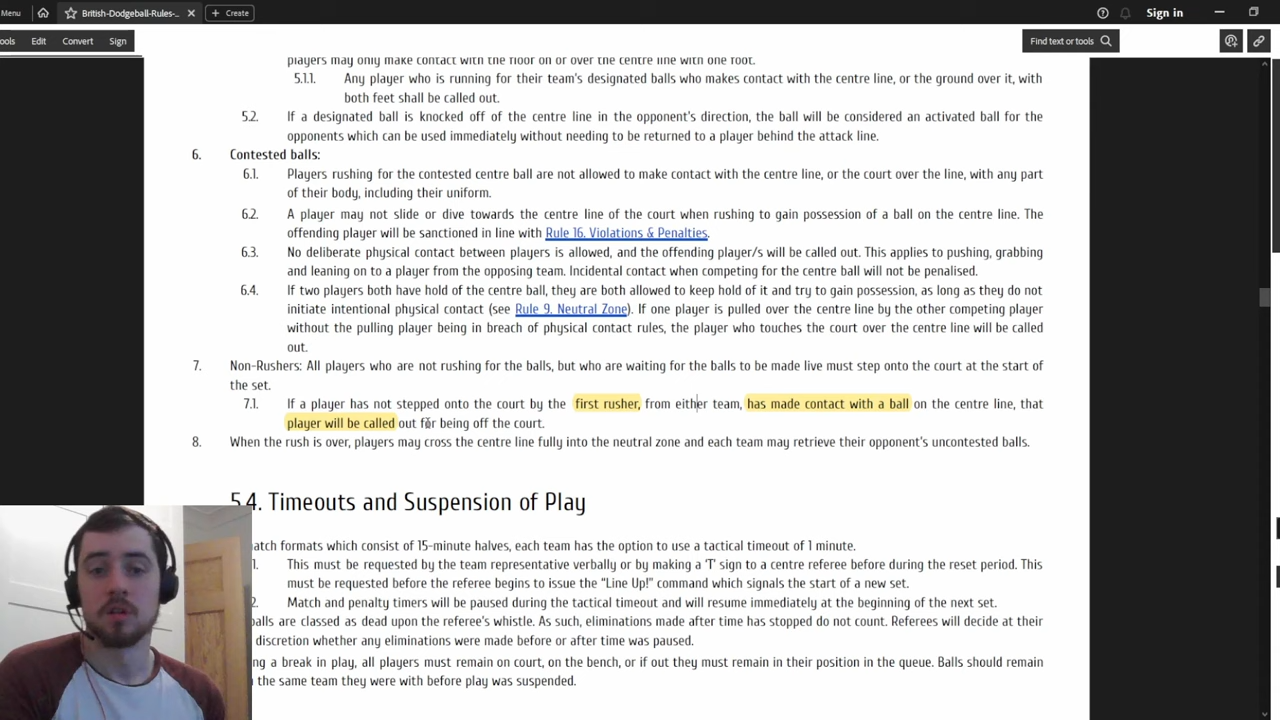 Menu
British-Dodgeball-Rules-...
Create
Sign in
ools Edit Convert Sign
Find text or tools
players may only make contact with the floor on or over the centre line with one foot.
5.1.1. Any player who is running for their team's designated balls who makes contact with the centre line, or the ground over it, with
both feet shall be called out.
5.2. If a designated ball is knocked off of the centre line in the opponent's direction, the ball will be considered an activated ball for the
opponents which can be used immediately without needing to be returned to a player behind the attack line.
6. Contested balls:
6.1. Players rushing for the contested centre ball are not allowed to make contact with the centre line, or the court over the line, with any part
of their body, including their uniform.
6.2. A player may not slide or dive towards the centre line of the court when rushing to gain possession of a ball on the centre line. The
offending player will be sanctioned in line with Rule 16. Violations & Penalties.
6.3. No deliberate physical contact between players is allowed, and the offending player/s will be called out. This applies to pushing, grabbing
and leaning on to a player from the opposing team. Incidental contact when competing for the centre ball will not be penalised.
6.4. If two players both have hold of the centre ball, they are both allowed to keep hold of it and try to gain possession, as long as they do not
initiate intentional physical contact (see Rule 9. Neutral Zone). If one player is pulled over the centre line by the other competing player
without the pulling player being in breach of physical contact rules, the player who touches the court over the centre line will be called
out.
7. Non-Rushers: All players who are not rushing for the balls, but who are waiting for the balls to be made live must step onto the court at the start of
the set.
7.1. If a player has not stepped onto the court by the first rusher, from either team, has made contact with a ball on the centre line, that
player will be called out for being off the court.
8. When the rush is over, players may cross the centre line fully into the neutral zone and each team may retrieve their opponent's uncontested balls.
5.4. Timeouts and Suspension of Play
atch formats which consist of 15-minute halves, each team has the option to use a tactical timeout of 1 minute.
1. This must be requested by the team representative verbally or by making a 'T' sign to a centre referee before during the reset period. This
must be requested before the referee begins to issue the "Line Up!" command which signals the start of a new set.
2. Match and penalty timers will be paused during the tactical timeout and will resume immediately at the beginning of the next set.
balls are classed as dead upon the referee's whistle. As such, eliminations made after time has stopped do not count. Referees will decide at their
discretion whether any eliminations were made before or after time was paused.
g a break in play, all players must remain on court, on the bench, or if out they must remain in their position in the queue. Balls should remain
the same team they were with before play was suspended.